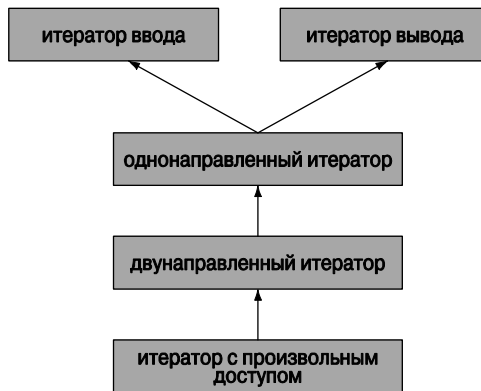 итератор ввода
итератор вывода
однонаправленный итератор
двунаправленный итератор
итератор с произвольным
доступом